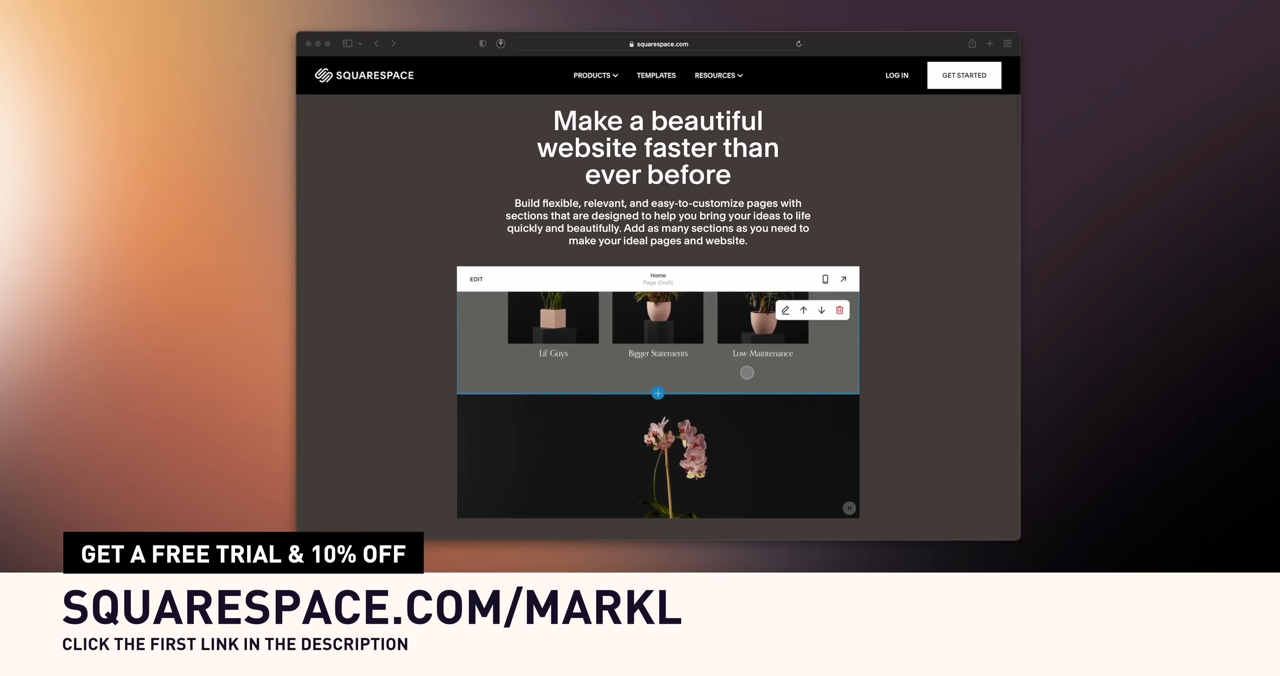 squarespace.com
SQUARESPACE
PRODUCTS
TEMPLATES
RESOURCES
LOG IN
GET STARTED
Make a beautiful
website faster than
ever before
Build flexible, relevant, and easy-to-customize pages with
sections that are designed to help you bring your ideas to life
quickly and beautifully. Add as many sections as you need to
make your ideal pages and website.
EDIT
Home
Page (Draft)
Lil' Guys
Bigger Statements
Low Maintenance
GET A FREE TRIAL & 10% OFF
SQUARESPACE.COM/MARKL
CLICK THE FIRST LINK IN THE DESCRIPTION